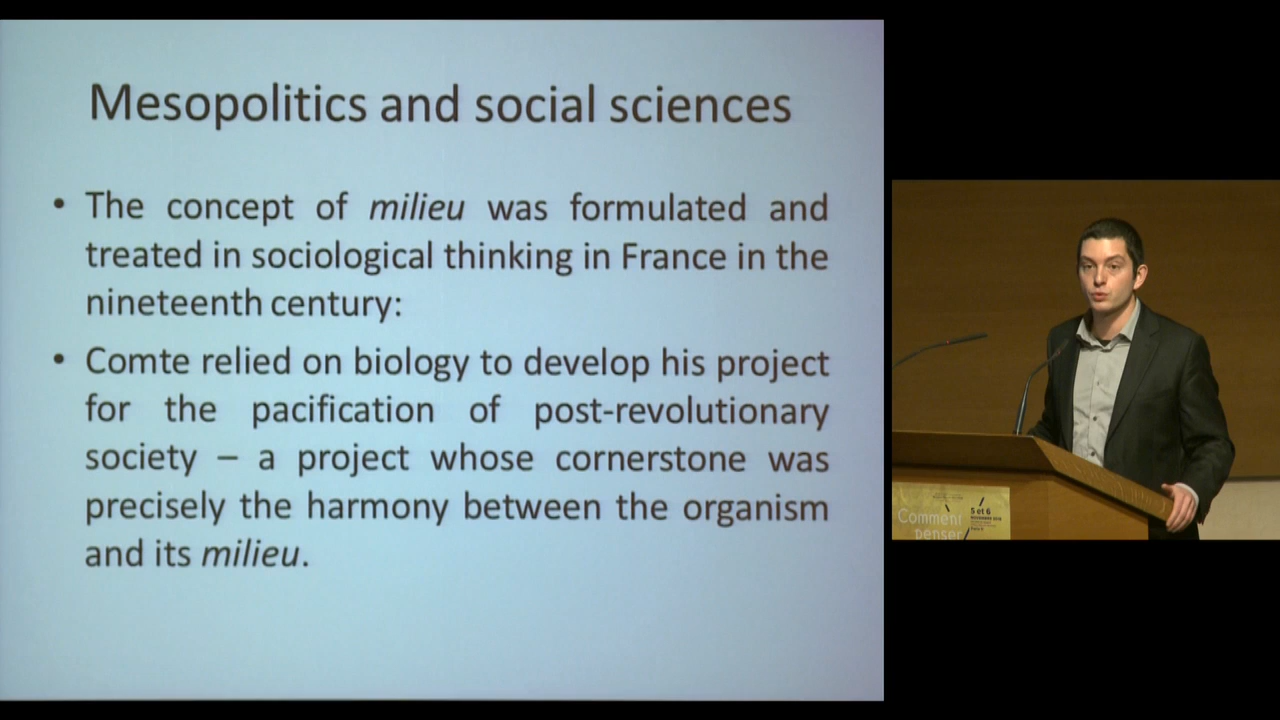 Mesopolitics and social sciences
• The concept of milieu was formulated and
treated in sociological thinking in France in the
nineteenth century:
• Comte relied on biology to develop his project
for the pacification of post-revolutionary
society – a project whose cornerstone was
precisely the harmony between the organism
and its milieu.
Comment
penser
5 et 6